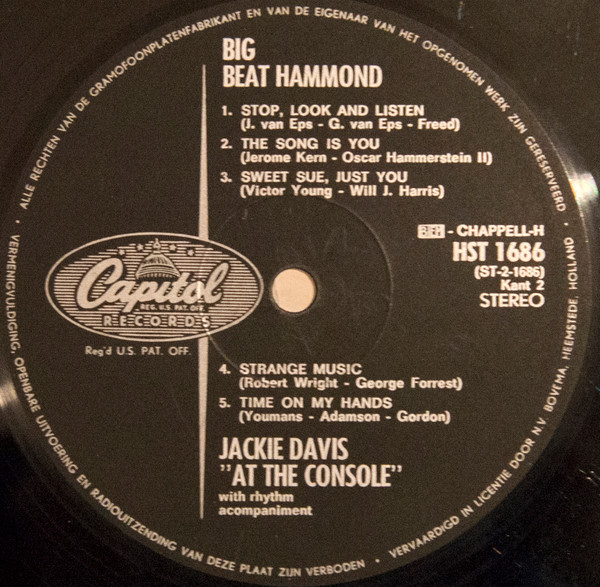 BIG
BEAT HAMMOND
1. STOP, LOOK AND LISTEN
(J. van Eps - G. van Eps - Freed)
2. THE SONG IS YOU
(Jerome Kern - Oscar Hammerstein II)
3. SWEET SUE, JUST YOU
(Victor Young - Will J. Harris)
BIEM - CHAPPELL-H
HST 1686
(ST-2-1686)
Kant 2
STEREO
Capitol
REG. U.S. PAT. OFF.
RECORDS
Reg'd U.S. PAT. OFF.
4. STRANGE MUSIC
(Robert Wright - George Forrest)
5. TIME ON MY HANDS
(Youmans - Adamson - Gordon)
JACKIE DAVIS
"AT THE CONSOLE"
with rhythm
acompaniment
• ALLE RECHTEN VAN DE GRAMOFOONPLATENFABRIKANT EN VAN DE EIGENAAR VAN HET OPGENOMEN WERK ZIJN GERESERVEERD
• VERMENIGVULDIGING, OPENBARE UITVOERING EN RADIOUITZENDING VAN DEZE PLAAT ZIJN VERBODEN
• VERVAARDIGD IN LICENTIE DOOR N.V. BOVEMA, HEEMSTEDE, HOLLAND